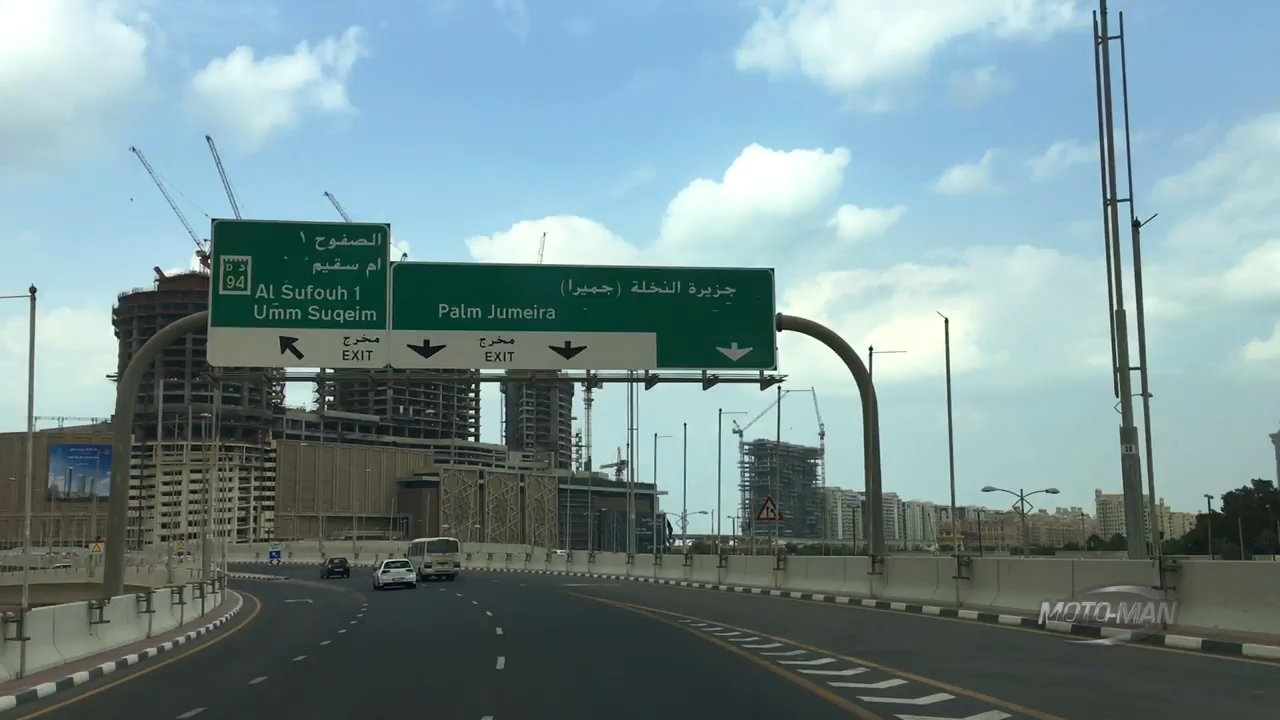 الصفوح ١
ام سقيم
D د
94
Al Sufouh 1
Umm Suqeim
مخرج
EXIT
جزيرة النخلة (جميرا)
Palm Jumeira
مخرج
EXIT
MOTO-MAN